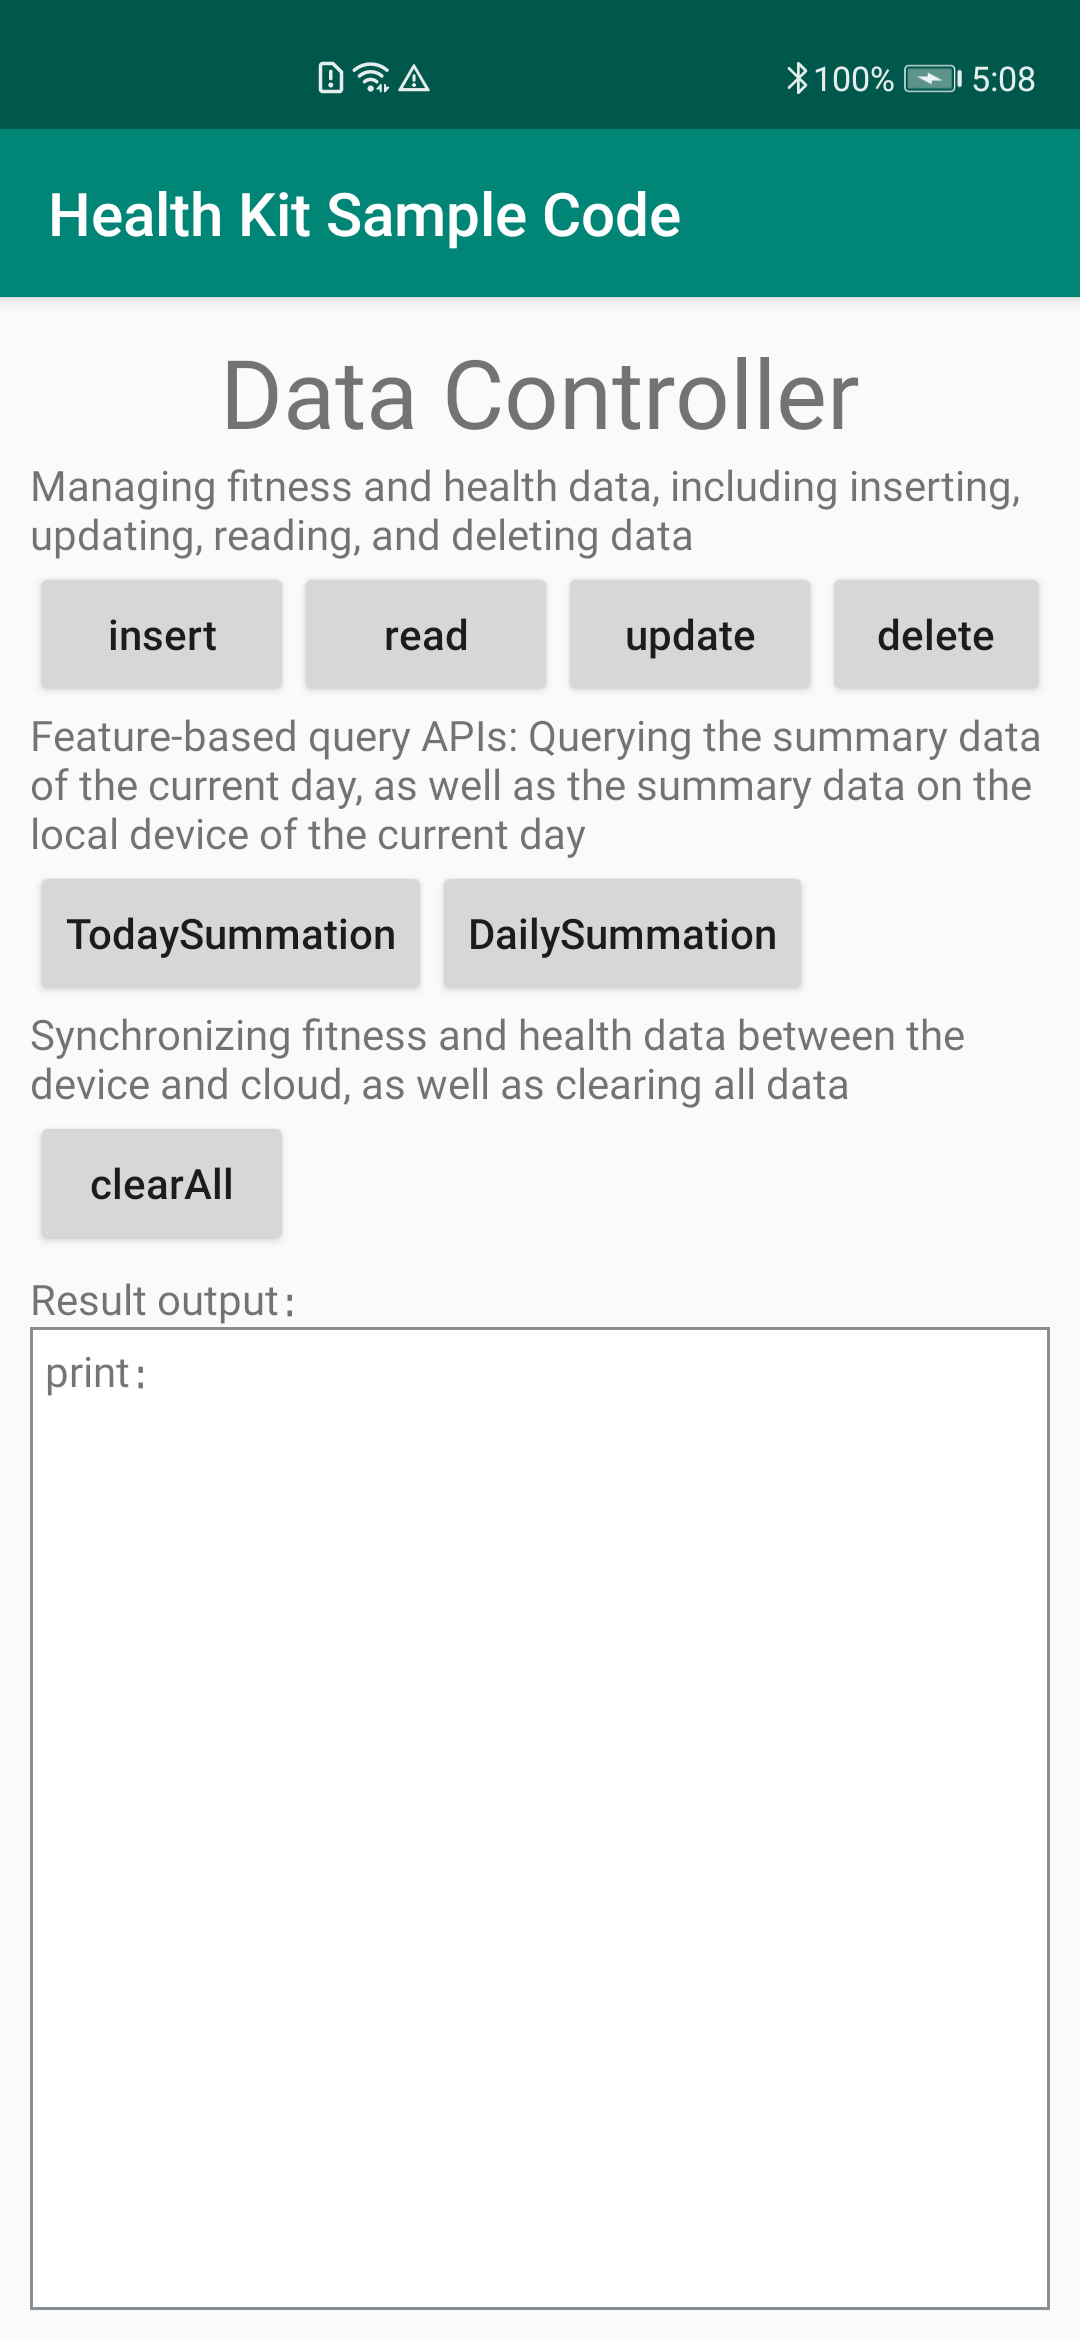 100% 5:08
Health Kit Sample Code
Data Controller
Managing fitness and health data, including inserting,
updating, reading, and deleting data
insert read update delete
Feature-based query APIs: Querying the summary data
of the current day, as well as the summary data on the
local device of the current day
TodaySummation DailySummation
Synchronizing fitness and health data between the
device and cloud, as well as clearing all data
clearAll
Result output:
print: